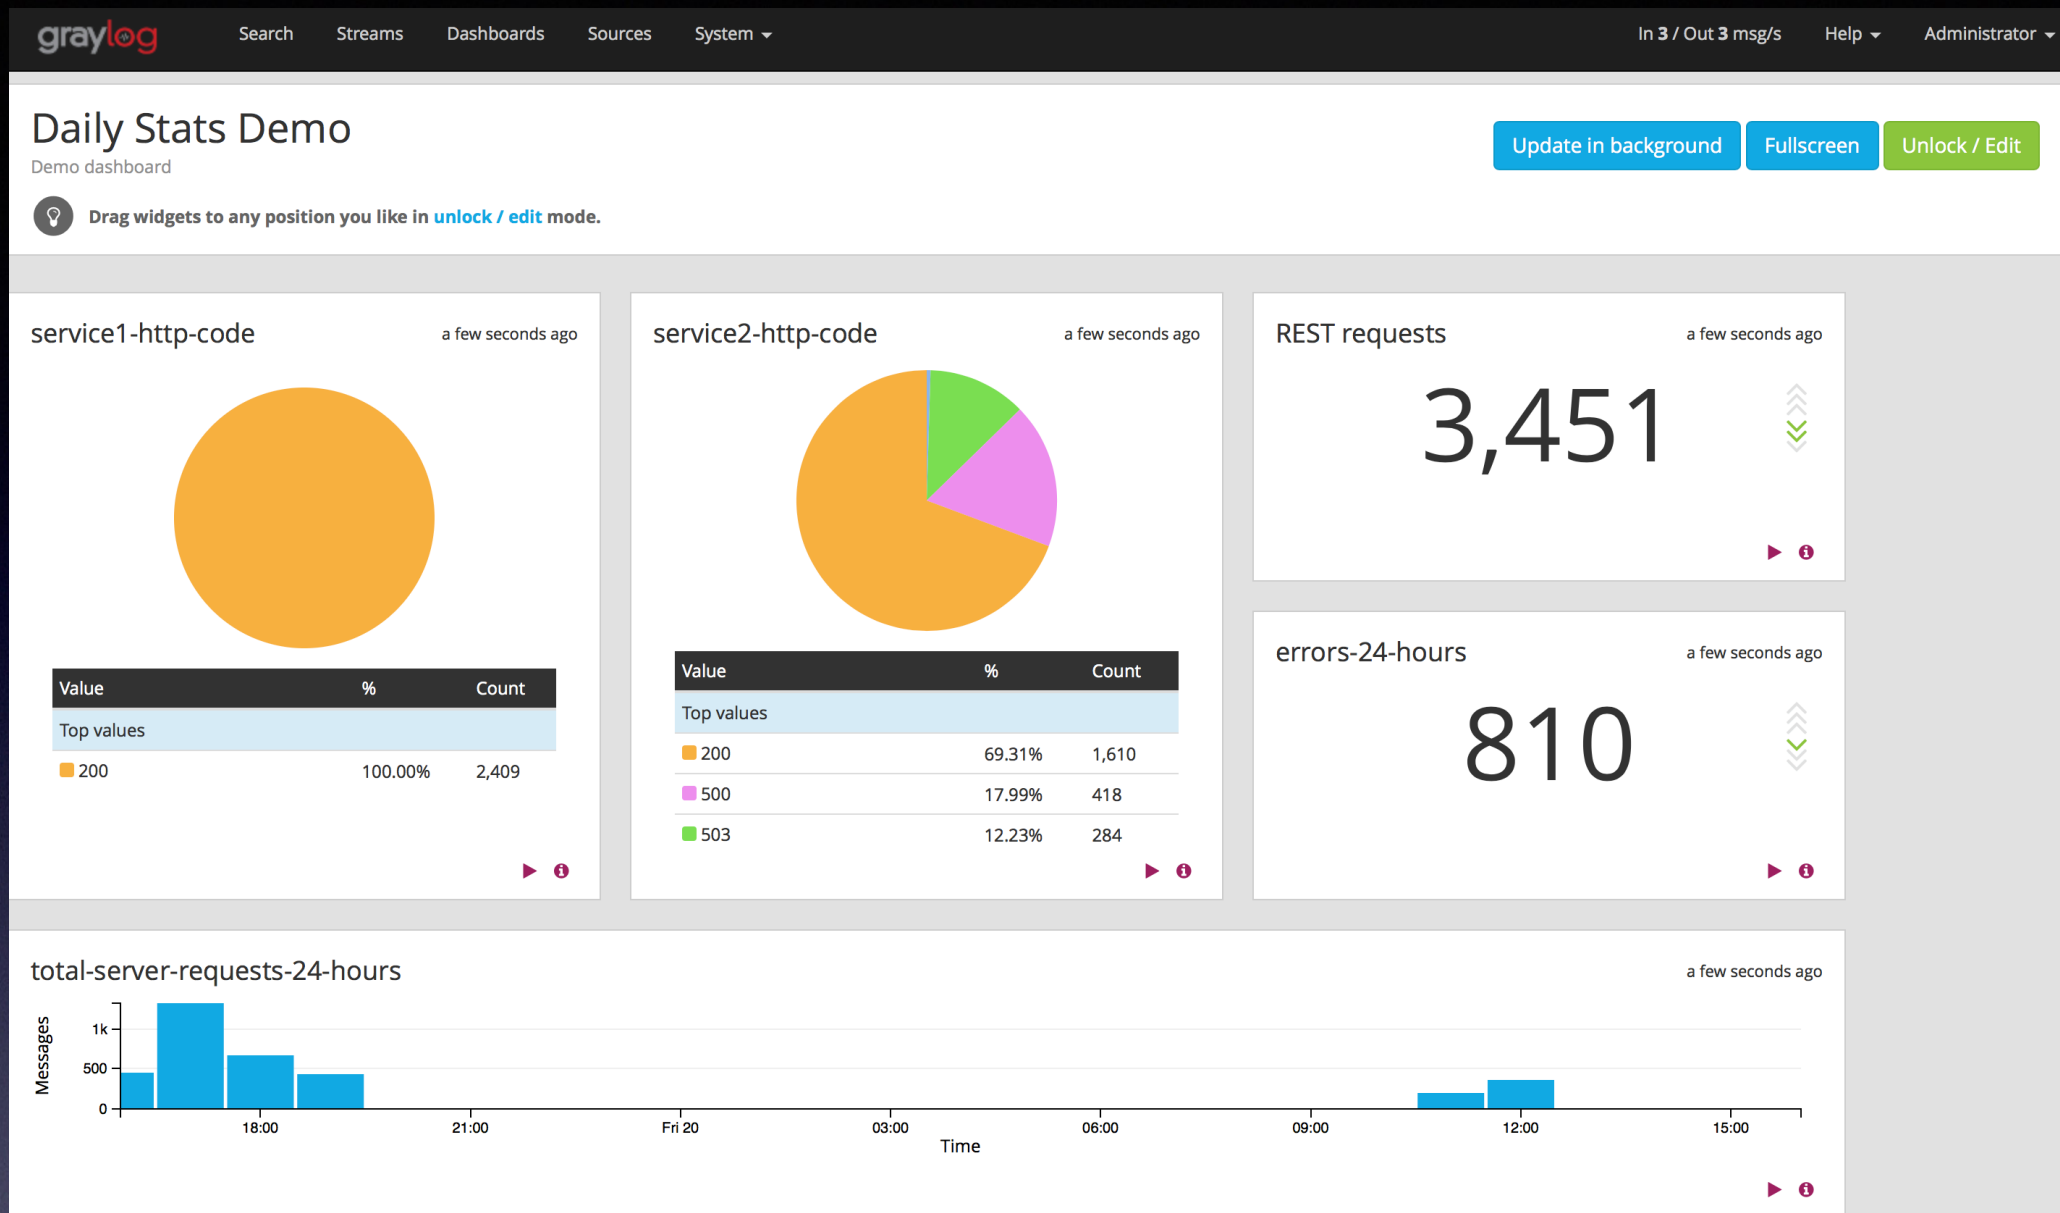 graylog
Search Streams Dashboards Sources System In 3 / Out 3 msg/s Help Administrator
Daily Stats Demo
Demo dashboard
Update in background Fullscreen Unlock / Edit
Drag widgets to any position you like in unlock / edit mode.
service1-http-code a few seconds ago
Value % Count
Top values
200 100.00% 2,409
service2-http-code a few seconds ago
Value % Count
Top values
200 69.31% 1,610
500 17.99% 418
503 12.23% 284
REST requests a few seconds ago
3,451
errors-24-hours a few seconds ago
810
total-server-requests-24-hours a few seconds ago
Messages
1k
500
0
18:00 21:00 Fri 20 03:00 06:00 09:00 12:00 15:00
Time